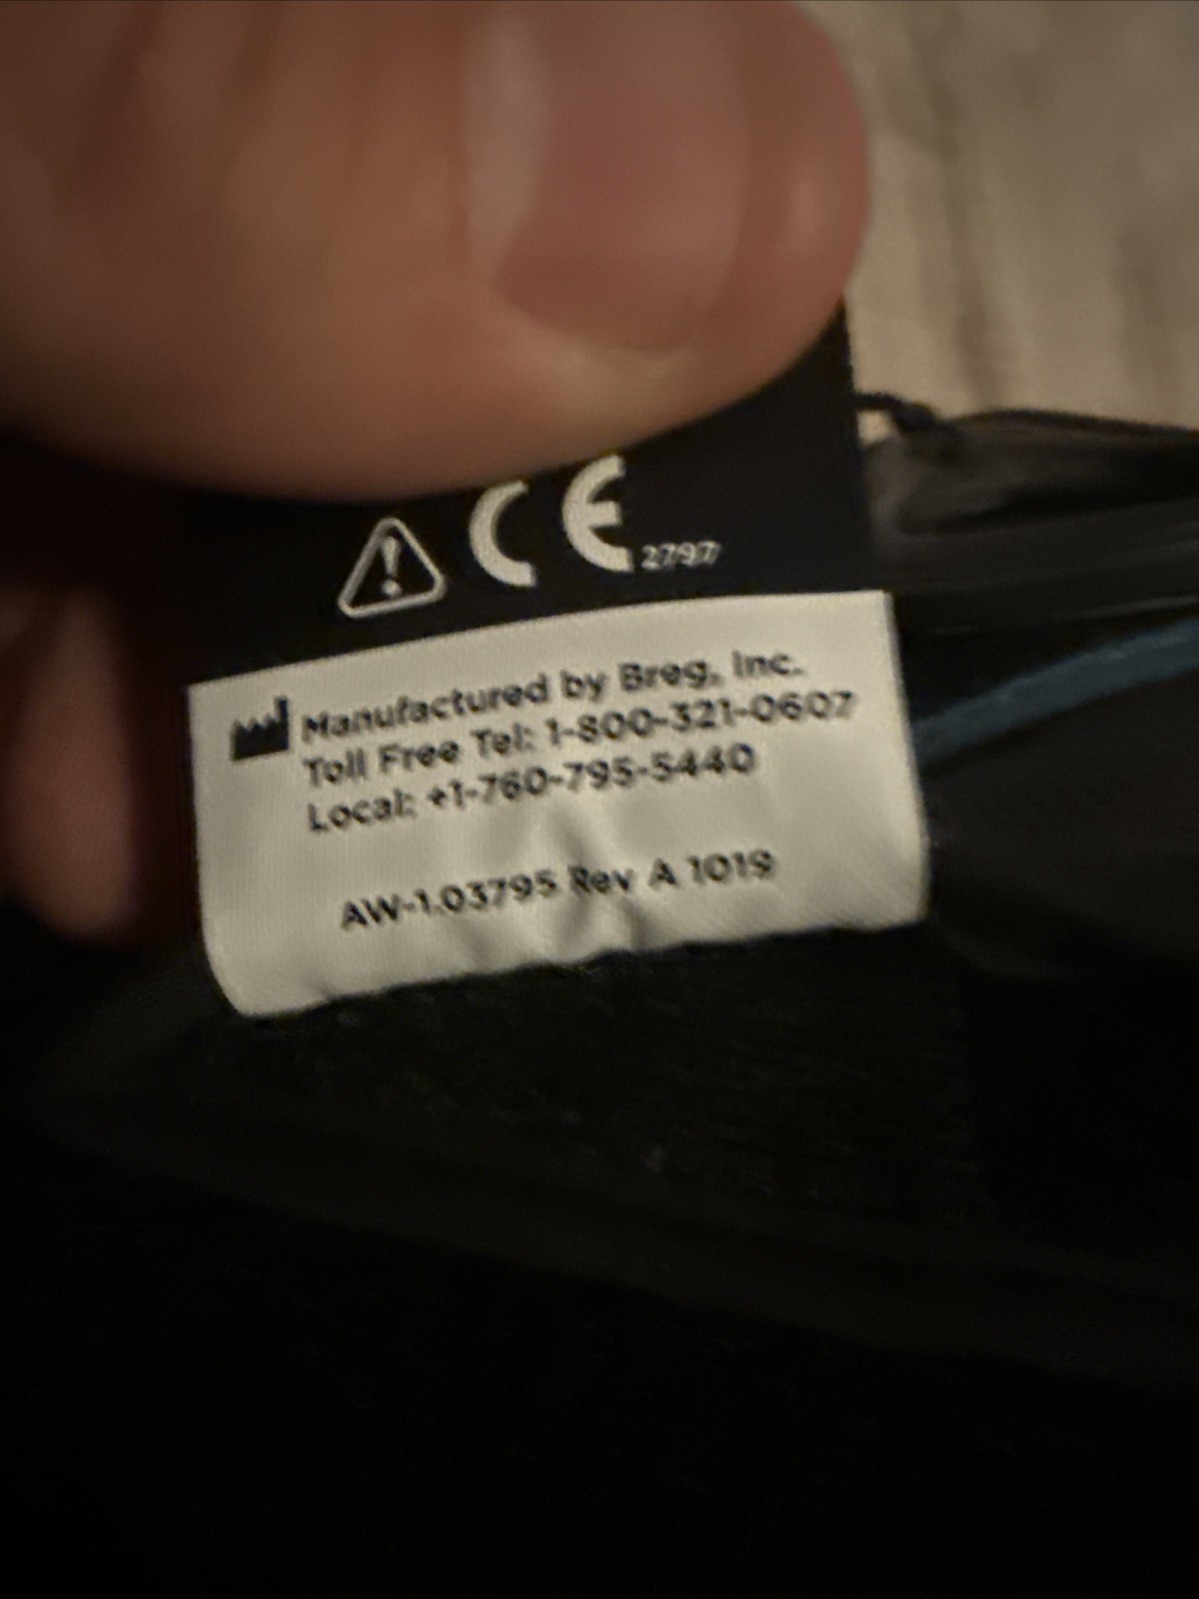 CE 2797
Manufactured by Breg, Inc.
Toll Free Tel: 1-800-321-0607
Local: +1-760-795-5440
AW-1.03795 Rev A 1019